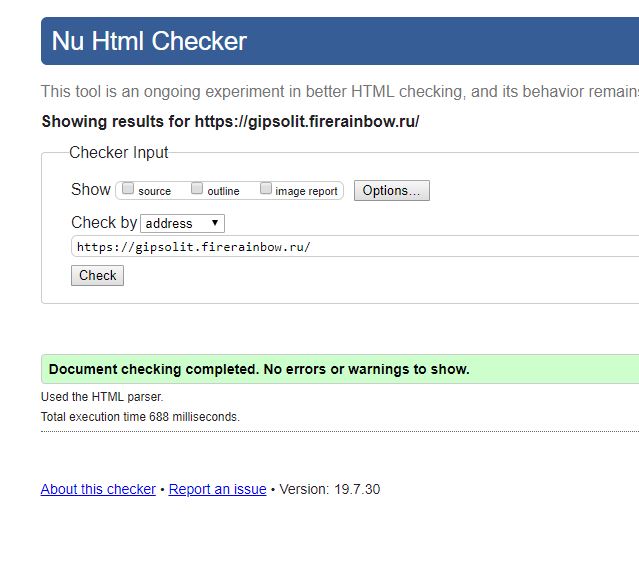 Nu Html Checker
This tool is an ongoing experiment in better HTML checking, and its behavior remains
Showing results for https://gipsolit.firerainbow.ru/
Checker Input
Show source outline image report Options...
Check by address
https://gipsolit.firerainbow.ru/
Check
Document checking completed. No errors or warnings to show.
Used the HTML parser.
Total execution time 688 milliseconds.
About this checker • Report an issue • Version: 19.7.30